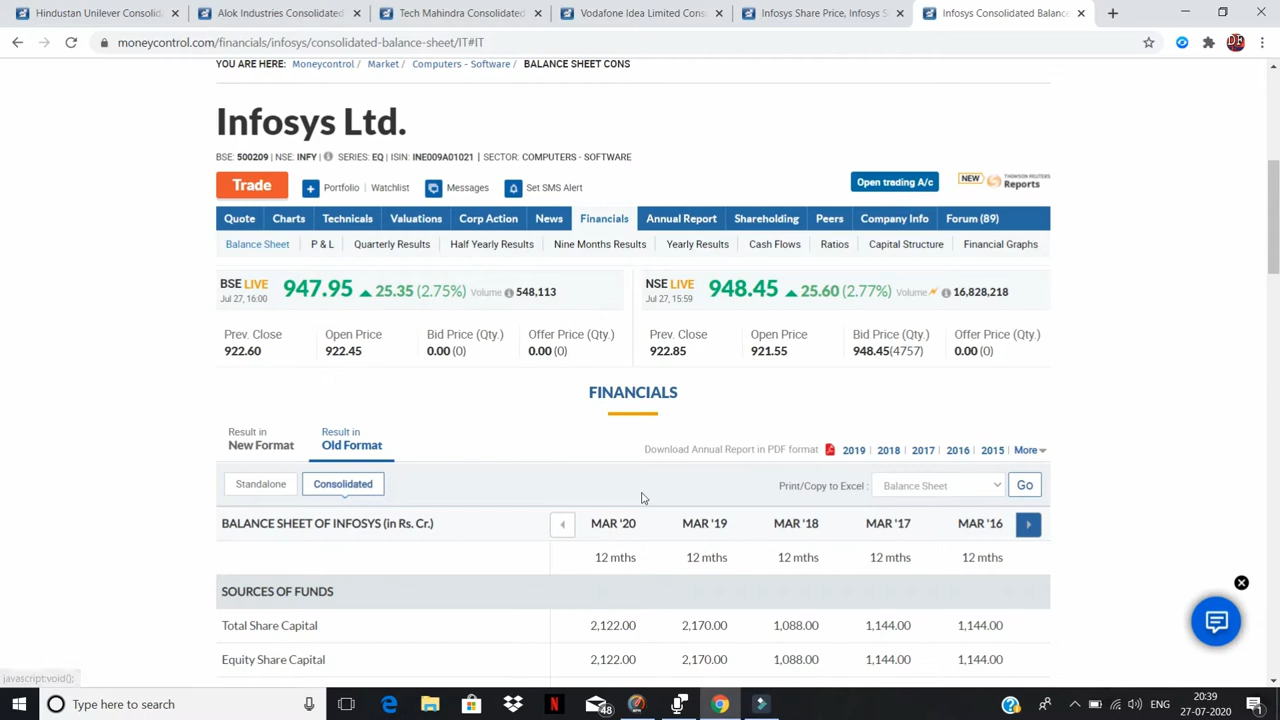 Hindustan Unilever Consolid
Alok Industries Consolidated
Tech Mahindra Consolidated
Vodafone Idea Limited Cons
Infosys Share Price, Infosys S
Infosys Consolidated Balanc
moneycontrol.com/financials/infosys/consolidated-balance-sheet/IT#IT
YOU ARE HERE: Moneycontrol / Market / Computers - Software / BALANCE SHEET CONS
Infosys Ltd.
BSE: 500209 | NSE: INFY | SERIES: EQ | ISIN: INE009A01021 | SECTOR: COMPUTERS - SOFTWARE
Trade + Portfolio | Watchlist Messages Set SMS Alert Open trading A/c NEW THOMSON REUTERS Reports
Quote Charts Technicals Valuations Corp Action News Financials Annual Report Shareholding Peers Company Info Forum (89)
Balance Sheet P & L Quarterly Results Half Yearly Results Nine Months Results Yearly Results Cash Flows Ratios Capital Structure Financial Graphs
BSE LIVE 947.95 ▲ 25.35 (2.75%) Volume 548,113
Jul 27, 16:00
NSE LIVE 948.45 ▲ 25.60 (2.77%) Volume 16,828,218
Jul 27, 15:59
Prev. Close Open Price Bid Price (Qty.) Offer Price (Qty.) Prev. Close Open Price Bid Price (Qty.) Offer Price (Qty.)
922.60 922.45 0.00 (0) 0.00 (0) 922.85 921.55 948.45(4757) 0.00 (0)
FINANCIALS
Result in New Format
Result in Old Format
Download Annual Report in PDF format 2019 | 2018 | 2017 | 2016 | 2015 | More
Standalone Consolidated Print/Copy to Excel : Balance Sheet Go
BALANCE SHEET OF INFOSYS (in Rs. Cr.) MAR '20 MAR '19 MAR '18 MAR '17 MAR '16
12 mths 12 mths 12 mths 12 mths 12 mths
SOURCES OF FUNDS
Total Share Capital 2,122.00 2,170.00 1,088.00 1,144.00 1,144.00
Equity Share Capital 2,122.00 2,170.00 1,088.00 1,144.00 1,144.00
javascript:void();
Type here to search
48
ENG
20:39
27-07-2020
1